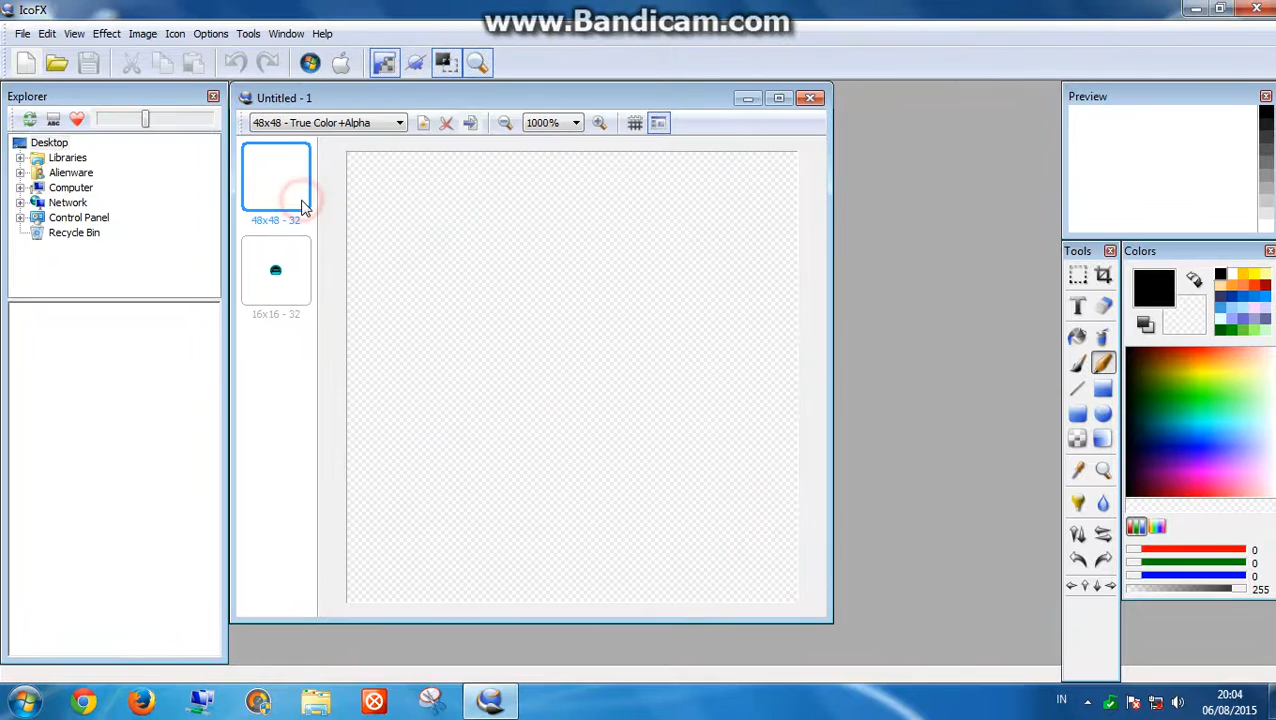 IcoFX
www.Bandicam.com
File Edit View Effect Image Icon Options Tools Window Help
Explorer
Untitled - 1
Preview
48x48 - True Color+Alpha
1000%
Desktop
Libraries
Alienware
Computer
Network
Control Panel
Recycle Bin
48x48 - 32
16x16 - 32
Tools
Colors
0
0
0
255
IN
20:04
06/08/2015